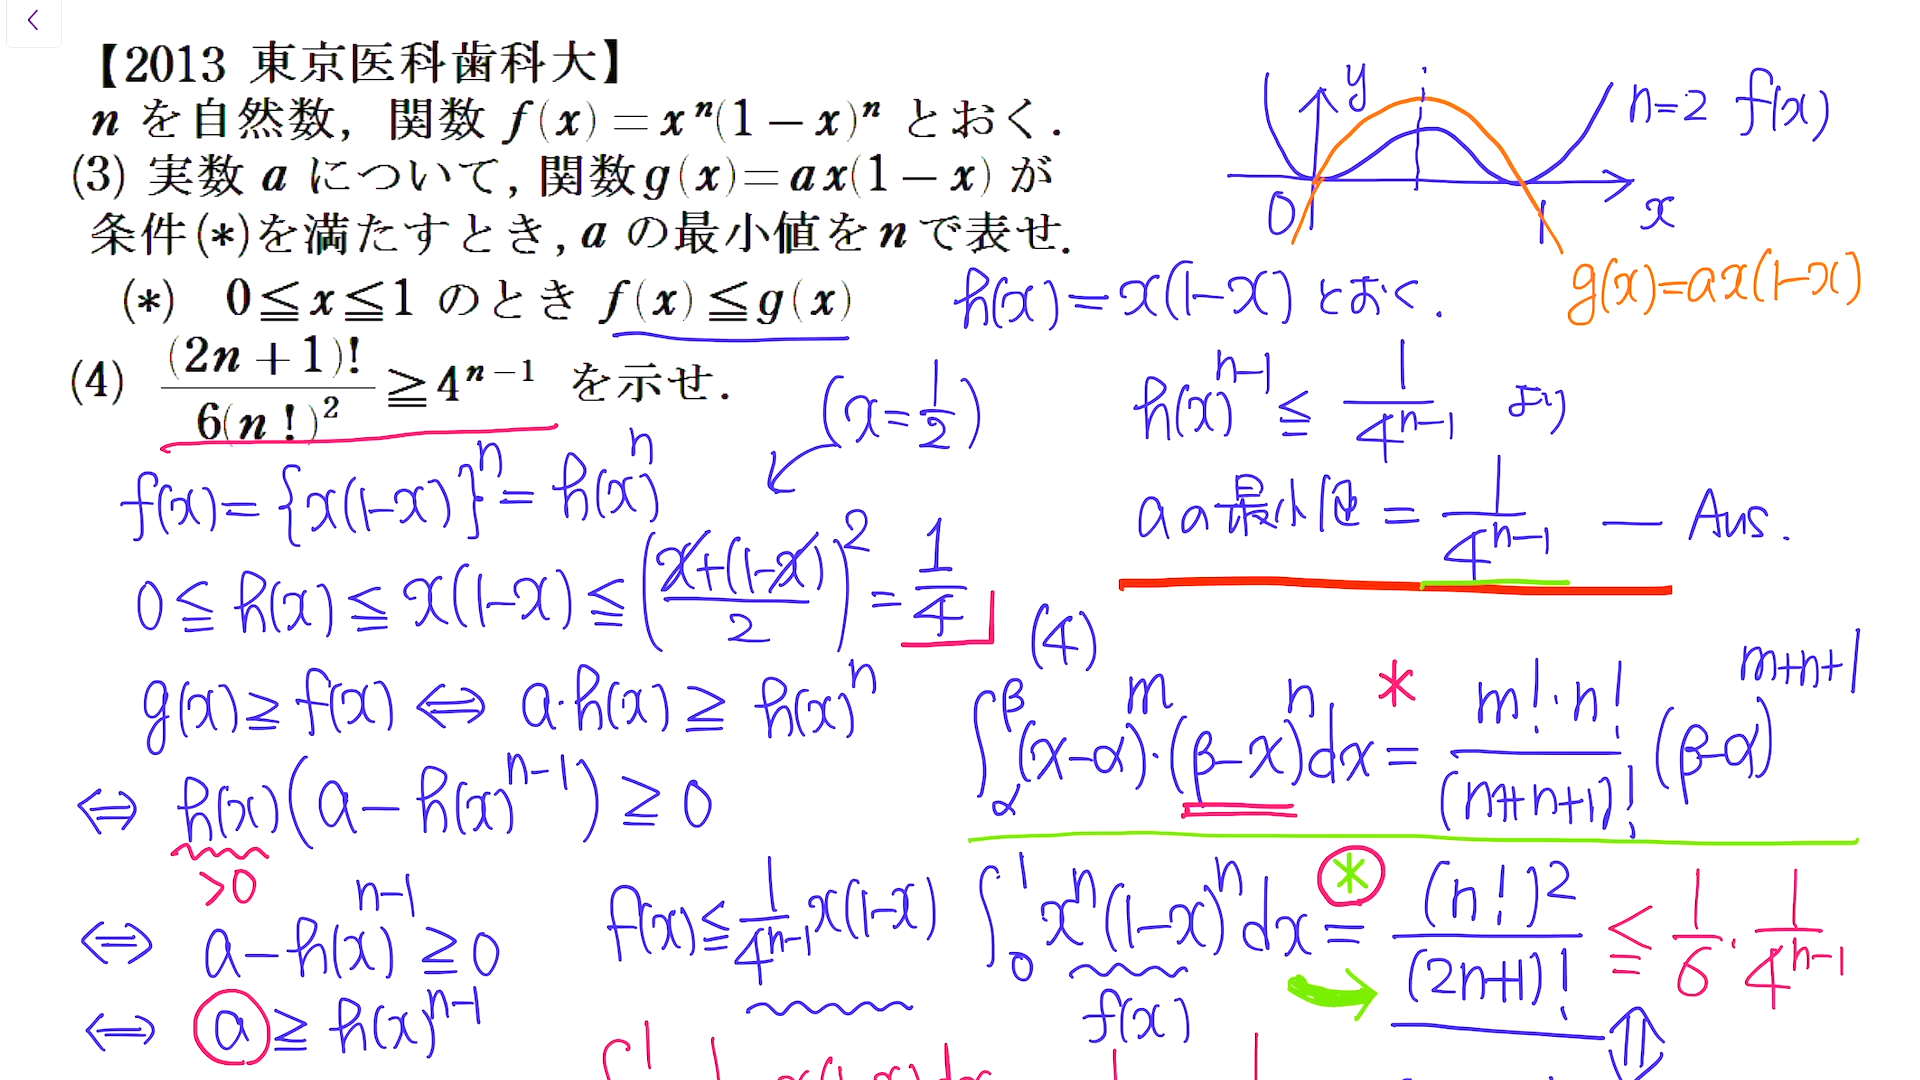 【2013 東京医科歯科大】
n を自然数, 関数 f(x)=xⁿ(1−x)ⁿ とおく.
(3) 実数 a について, 関数g(x)=ax(1−x) が
条件(*)を満たすとき, a の最小値を n で表せ.
(*) 0≦x≦1 のとき f(x)≦g(x)
(4) (2n+1)!/6(n!)² ≧4ⁿ⁻¹ を示せ.
(x=1/2)
f(x)={x(1-x)}ⁿ=h(x)ⁿ
0≦h(x)≦x(1-x)≦((x+(1-x))/2)²=1/4
g(x)≧f(x)⇔a·h(x)≧h(x)ⁿ
⇔ h(x)(a-h(x)ⁿ⁻¹)≧0
>0
⇔ a-h(x)ⁿ⁻¹≧0
⇔ a≧h(x)ⁿ⁻¹
y
n=2 f(x)
0
1
x
g(x)=ax(1-x)
h(x)=x(1-x) とおく.
h(x)ⁿ⁻¹≦1/4ⁿ⁻¹ より
aの最小値=1/4ⁿ⁻¹ — Ans.
(4)
∫_α^β (x-α)ᵐ·(β-x)ⁿdx * = m!·n!/(m+n+1)! (β-α)ᵐ⁺ⁿ⁺¹
f(x)≦1/4ⁿ⁻¹ x(1-x)
∫_0^1 xⁿ(1-x)ⁿdx * = (n!)²/(2n+1)! ≦ 1/6·1/4ⁿ⁻¹
f(x)
⇕